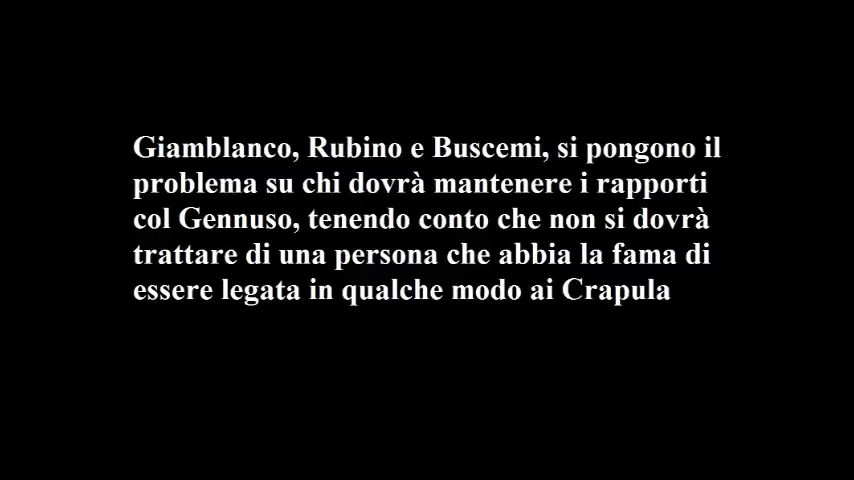 Giamblanco, Rubino e Buscemi, si pongono il
problema su chi dovrà mantenere i rapporti
col Gennuso, tenendo conto che non si dovrà
trattare di una persona che abbia la fama di
essere legata in qualche modo ai Crapula